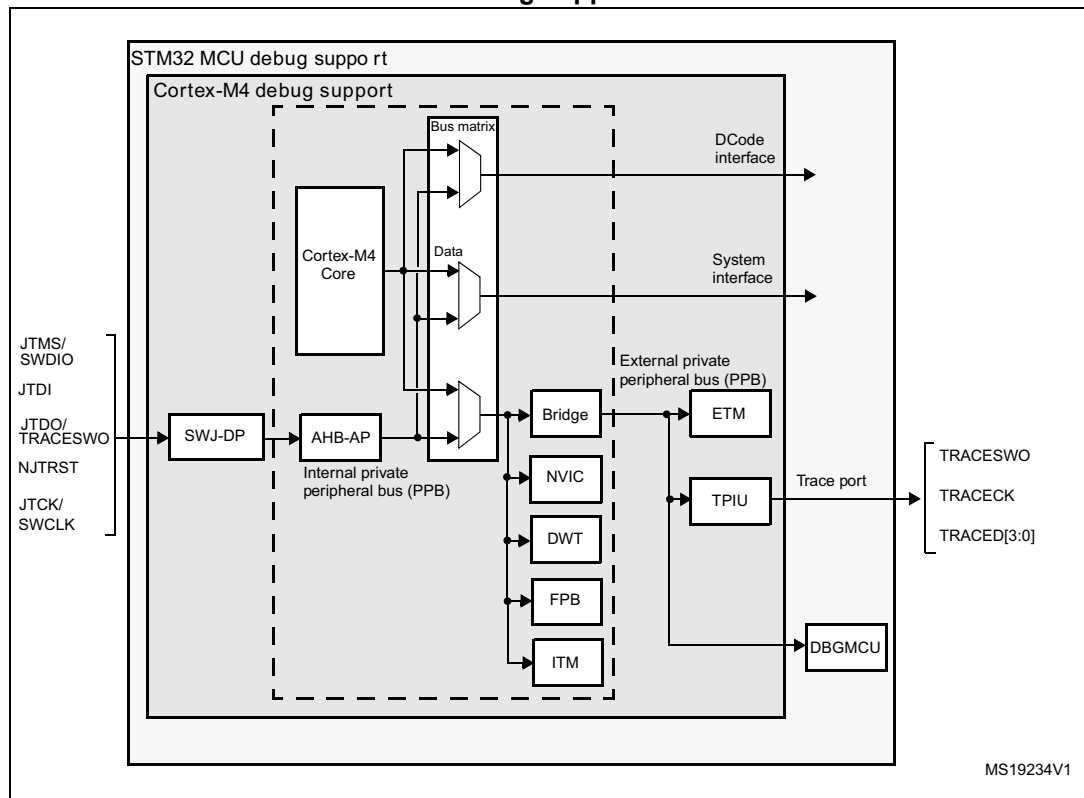 STM32 MCU debug suppo rt
Cortex-M4 debug support
Bus matrix
DCode
interface
Cortex-M4
Core
Data
System
interface
JTMS/
SWDIO
JTDI
JTDO/
TRACESWO
NJTRST
JTCK/
SWCLK
SWJ-DP
AHB-AP
Internal private
peripheral bus (PPB)
External private
peripheral bus (PPB)
Bridge
ETM
NVIC
TPIU
Trace port
TRACESWO
TRACECK
TRACED[3:0]
DWT
FPB
ITM
DBGMCU
MS19234V1